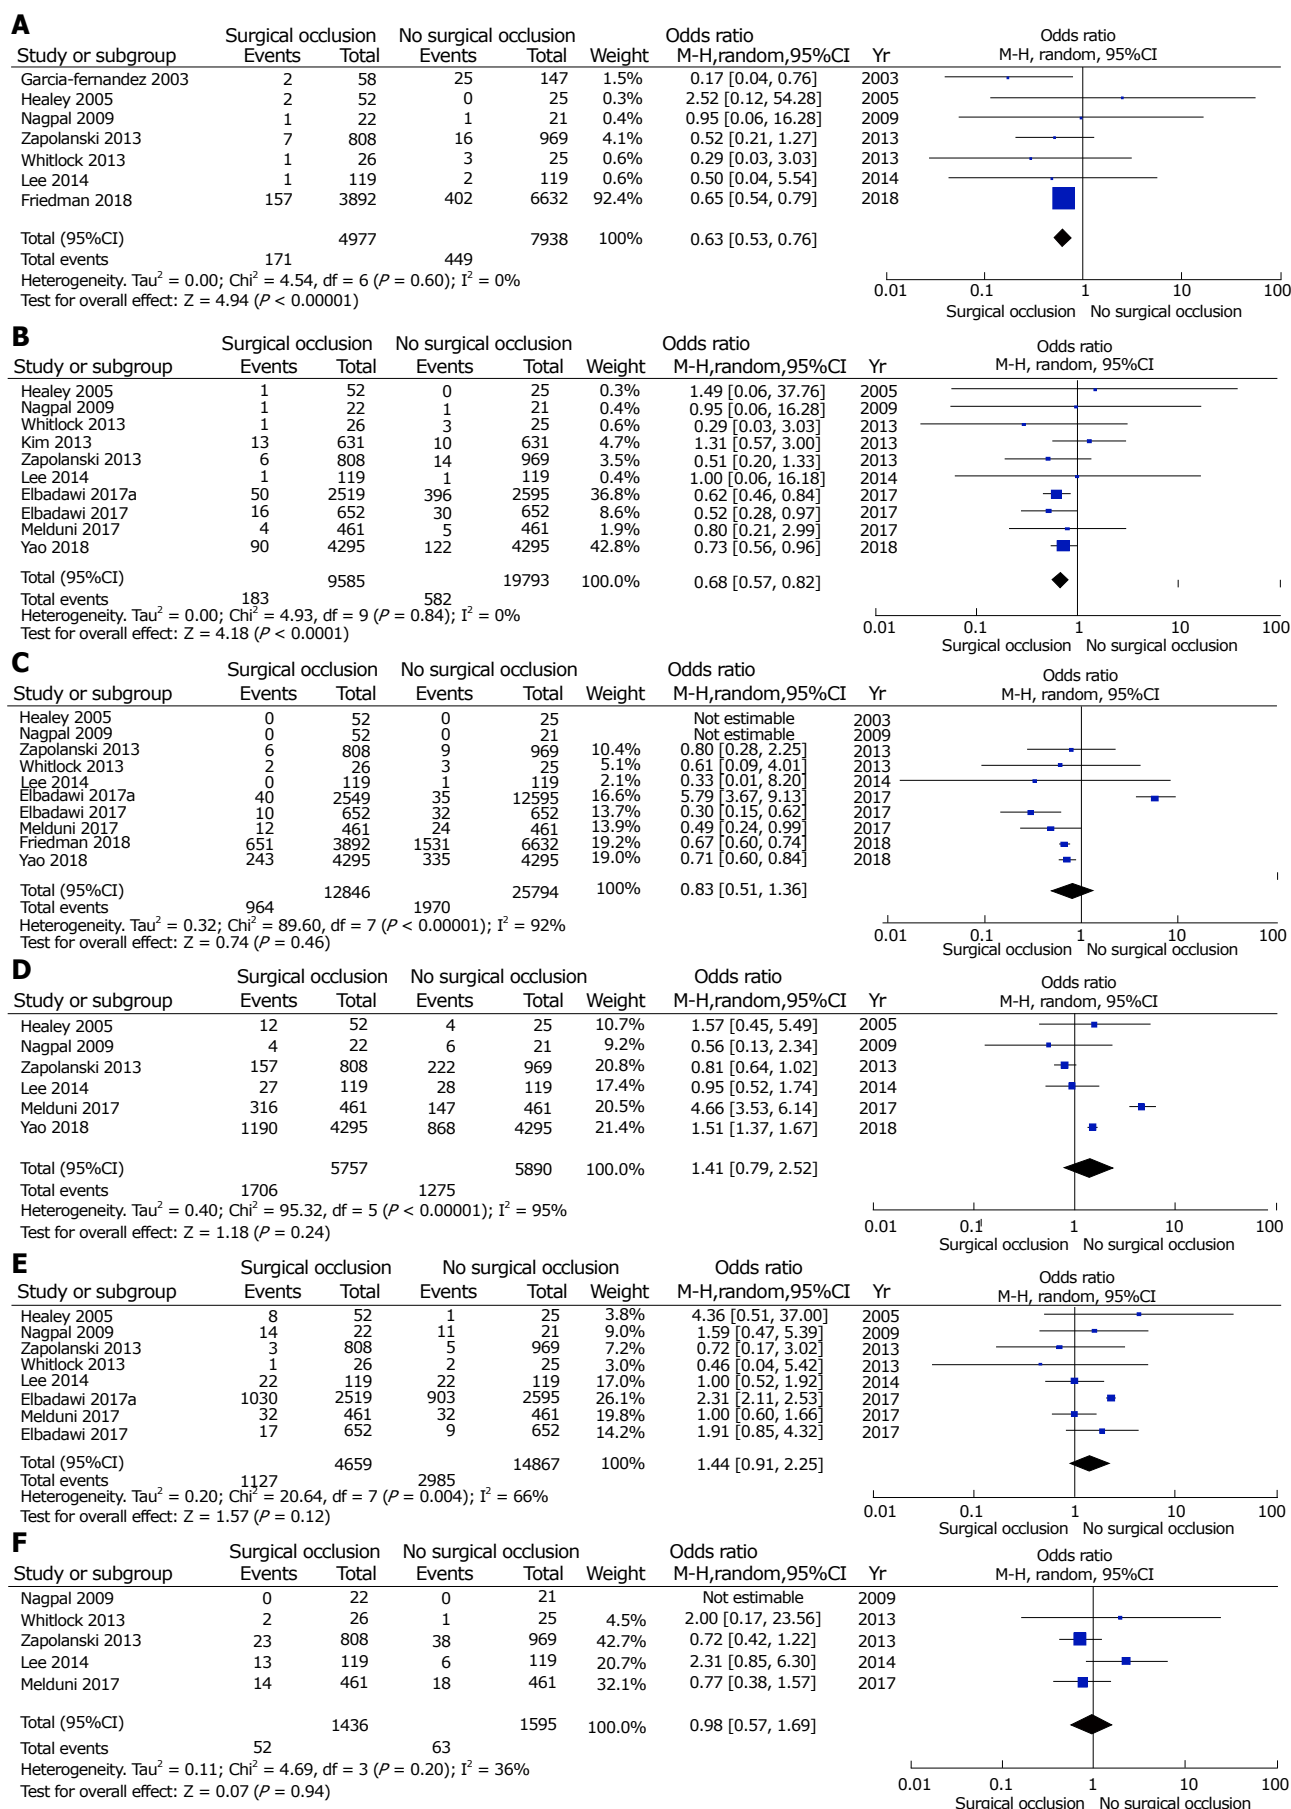 A
Surgical occlusion No surgical occlusion Odds ratio Odds ratio
Study or subgroup Events Total Events Total Weight M-H,random,95%CI Yr M-H, random, 95%CI
Garcia-fernandez 2003 2 58 25 147 1.5% 0.17 [0.04, 0.76] 2003
Healey 2005 2 52 0 25 0.3% 2.52 [0.12, 54.28] 2005
Nagpal 2009 1 22 1 21 0.4% 0.95 [0.06, 16.28] 2009
Zapolanski 2013 7 808 16 969 4.1% 0.52 [0.21, 1.27] 2013
Whitlock 2013 1 26 3 25 0.6% 0.29 [0.03, 3.03] 2013
Lee 2014 1 119 2 119 0.6% 0.50 [0.04, 5.54] 2014
Friedman 2018 157 3892 402 6632 92.4% 0.65 [0.54, 0.79] 2018
Total (95%CI) 4977 7938 100% 0.63 [0.53, 0.76]
Total events 171 449
Heterogeneity. Tau² = 0.00; Chi² = 4.54, df = 6 (P = 0.60); I² = 0%
Test for overall effect: Z = 4.94 (P < 0.00001)
0.01 0.1 1 10 100
Surgical occlusion No surgical occlusion
B
Surgical occlusion No surgical occlusion Odds ratio Odds ratio
Study or subgroup Events Total Events Total Weight M-H,random,95%CI Yr M-H, random, 95%CI
Healey 2005 1 52 0 25 0.3% 1.49 [0.06, 37.76] 2005
Nagpal 2009 1 22 1 21 0.4% 0.95 [0.06, 16.28] 2009
Whitlock 2013 1 26 3 25 0.6% 0.29 [0.03, 3.03] 2013
Kim 2013 13 631 10 631 4.7% 1.31 [0.57, 3.00] 2013
Zapolanski 2013 6 808 14 969 3.5% 0.51 [0.20, 1.33] 2013
Lee 2014 1 119 1 119 0.4% 1.00 [0.06, 16.18] 2014
Elbadawi 2017a 50 2519 396 2595 36.8% 0.62 [0.46, 0.84] 2017
Elbadawi 2017 16 652 30 652 8.6% 0.52 [0.28, 0.97] 2017
Melduni 2017 4 461 5 461 1.9% 0.80 [0.21, 2.99] 2017
Yao 2018 90 4295 122 4295 42.8% 0.73 [0.56, 0.96] 2018
Total (95%CI) 9585 19793 100.0% 0.68 [0.57, 0.82]
Total events 183 582
Heterogeneity. Tau² = 0.00; Chi² = 4.93, df = 9 (P = 0.84); I² = 0%
Test for overall effect: Z = 4.18 (P < 0.0001)
0.01 0.1 1 10 100
Surgical occlusion No surgical occlusion
C
Surgical occlusion No surgical occlusion Odds ratio Odds ratio
Study or subgroup Events Total Events Total Weight M-H,random,95%CI Yr M-H, random, 95%CI
Healey 2005 0 52 0 25 Not estimable 2003
Nagpal 2009 0 52 0 21 Not estimable 2009
Zapolanski 2013 6 808 9 969 10.4% 0.80 [0.28, 2.25] 2013
Whitlock 2013 2 26 3 25 5.1% 0.61 [0.09, 4.01] 2013
Lee 2014 0 119 1 119 2.1% 0.33 [0.01, 8.20] 2014
Elbadawi 2017a 40 2549 35 12595 16.6% 5.79 [3.67, 9.13] 2017
Elbadawi 2017 10 652 32 652 13.7% 0.30 [0.15, 0.62] 2017
Melduni 2017 12 461 24 461 13.9% 0.49 [0.24, 0.99] 2017
Friedman 2018 651 3892 1531 6632 19.2% 0.67 [0.60, 0.74] 2018
Yao 2018 243 4295 335 4295 19.0% 0.71 [0.60, 0.84] 2018
Total (95%CI) 12846 25794 100% 0.83 [0.51, 1.36]
Total events 964 1970
Heterogeneity. Tau² = 0.32; Chi² = 89.60, df = 7 (P < 0.00001); I² = 92%
Test for overall effect: Z = 0.74 (P = 0.46)
0.01 0.1 1 10 100
Surgical occlusion No surgical occlusion
D
Surgical occlusion No surgical occlusion Odds ratio Odds ratio
Study or subgroup Events Total Events Total Weight M-H,random,95%CI Yr M-H, random, 95%CI
Healey 2005 12 52 4 25 10.7% 1.57 [0.45, 5.49] 2005
Nagpal 2009 4 22 6 21 9.2% 0.56 [0.13, 2.34] 2009
Zapolanski 2013 157 808 222 969 20.8% 0.81 [0.64, 1.02] 2013
Lee 2014 27 119 28 119 17.4% 0.95 [0.52, 1.74] 2014
Melduni 2017 316 461 147 461 20.5% 4.66 [3.53, 6.14] 2017
Yao 2018 1190 4295 868 4295 21.4% 1.51 [1.37, 1.67] 2018
Total (95%CI) 5757 5890 100.0% 1.41 [0.79, 2.52]
Total events 1706 1275
Heterogeneity. Tau² = 0.40; Chi² = 95.32, df = 5 (P < 0.00001); I² = 95%
Test for overall effect: Z = 1.18 (P = 0.24)
0.01 0.1 1 10 100
Surgical occlusion No surgical occlusion
E
Surgical occlusion No surgical occlusion Odds ratio Odds ratio
Study or subgroup Events Total Events Total Weight M-H,random,95%CI Yr M-H, random, 95%CI
Healey 2005 8 52 1 25 3.8% 4.36 [0.51, 37.00] 2005
Nagpal 2009 14 22 11 21 9.0% 1.59 [0.47, 5.39] 2009
Zapolanski 2013 3 808 5 969 7.2% 0.72 [0.17, 3.02] 2013
Whitlock 2013 1 26 2 25 3.0% 0.46 [0.04, 5.42] 2013
Lee 2014 22 119 22 119 17.0% 1.00 [0.52, 1.92] 2014
Elbadawi 2017a 1030 2519 903 2595 26.1% 2.31 [2.11, 2.53] 2017
Melduni 2017 32 461 32 461 19.8% 1.00 [0.60, 1.66] 2017
Elbadawi 2017 17 652 9 652 14.2% 1.91 [0.85, 4.32] 2017
Total (95%CI) 4659 14867 100% 1.44 [0.91, 2.25]
Total events 1127 2985
Heterogeneity. Tau² = 0.20; Chi² = 20.64, df = 7 (P = 0.004); I² = 66%
Test for overall effect: Z = 1.57 (P = 0.12)
0.01 0.1 1 10 100
Surgical occlusion No surgical occlusion
F
Surgical occlusion No surgical occlusion Odds ratio Odds ratio
Study or subgroup Events Total Events Total Weight M-H,random,95%CI Yr M-H, random, 95%CI
Nagpal 2009 0 22 0 21 Not estimable 2009
Whitlock 2013 2 26 1 25 4.5% 2.00 [0.17, 23.56] 2013
Zapolanski 2013 23 808 38 969 42.7% 0.72 [0.42, 1.22] 2013
Lee 2014 13 119 6 119 20.7% 2.31 [0.85, 6.30] 2014
Melduni 2017 14 461 18 461 32.1% 0.77 [0.38, 1.57] 2017
Total (95%CI) 1436 1595 100.0% 0.98 [0.57, 1.69]
Total events 52 63
Heterogeneity. Tau² = 0.11; Chi² = 4.69, df = 3 (P = 0.20); I² = 36%
Test for overall effect: Z = 0.07 (P = 0.94)
0.01 0.1 1 10 100
Surgical occlusion No surgical occlusion